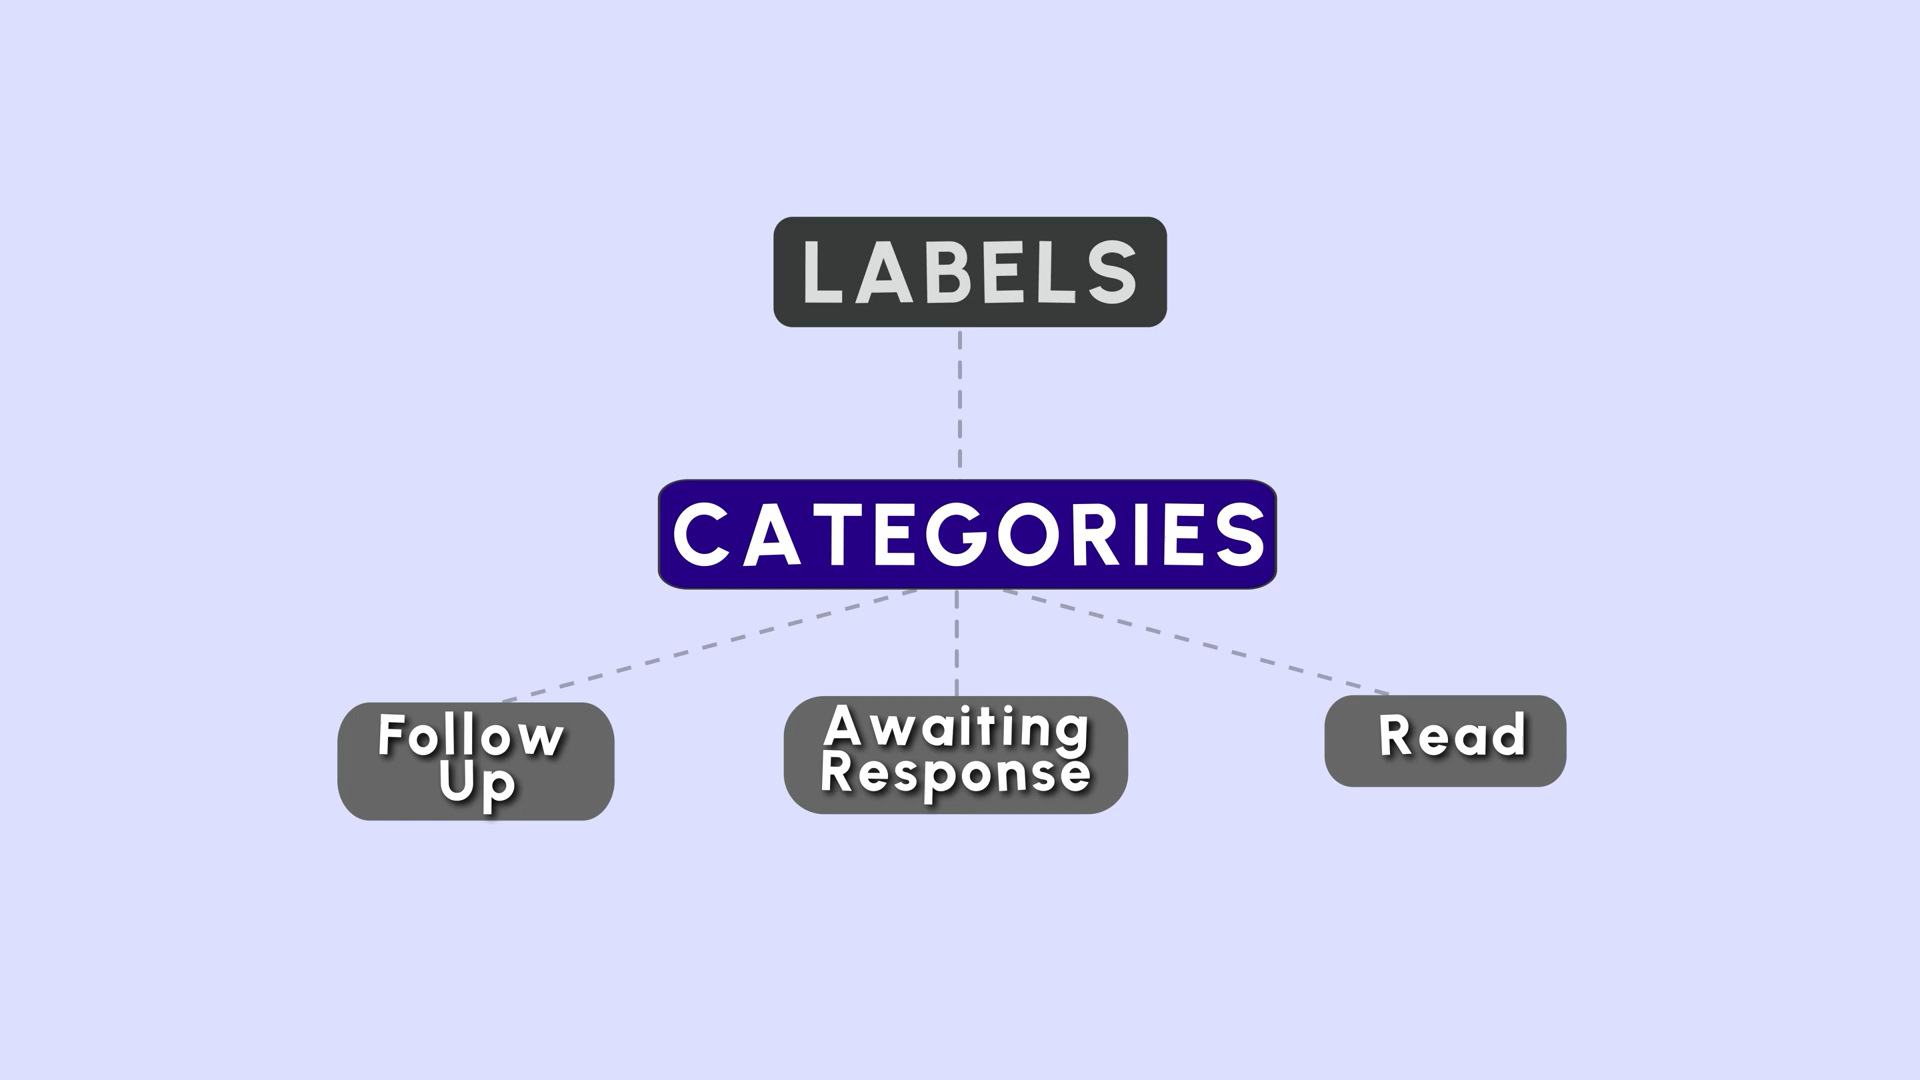 LABELS
CATEGORIES
Follow
Up
Awaiting
Response
Read